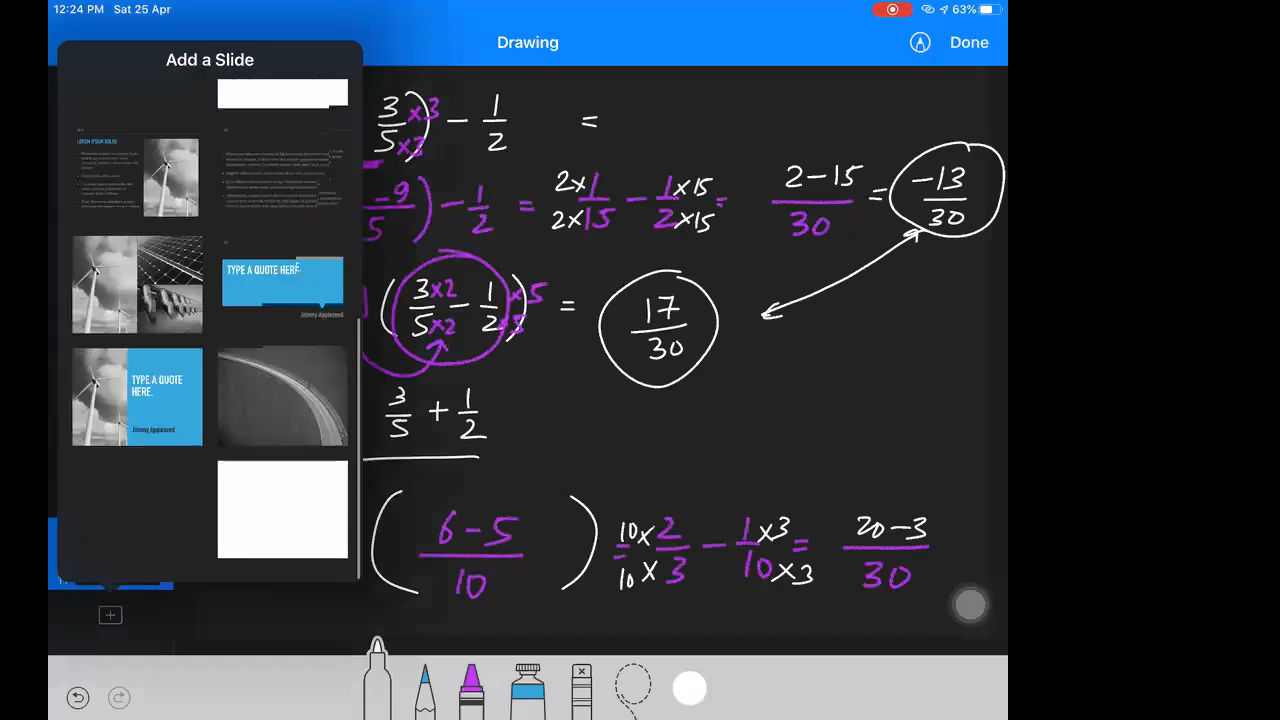 12:24 PM Sat 25 Apr 63%
Drawing Done
Add a Slide
LOREM IPSUM DOLOR
TYPE A QUOTE HERE.
Johnny Appleseed
TYPE A QUOTE
HERE.
Johnny Appleseed
3/5 ×3/×3 ) - 1/2 =
-9/5 ) - 1/2 = 2×1/2×15 - 1×15/2×15 = 2-15/30 = -13/30
( 3×2/5×2 - 1×5/2×5 ) = 17/30
3/5 + 1/2
( 6-5/10 ) = 10×2/10×3 - 1×3/10×3 = 20-3/30